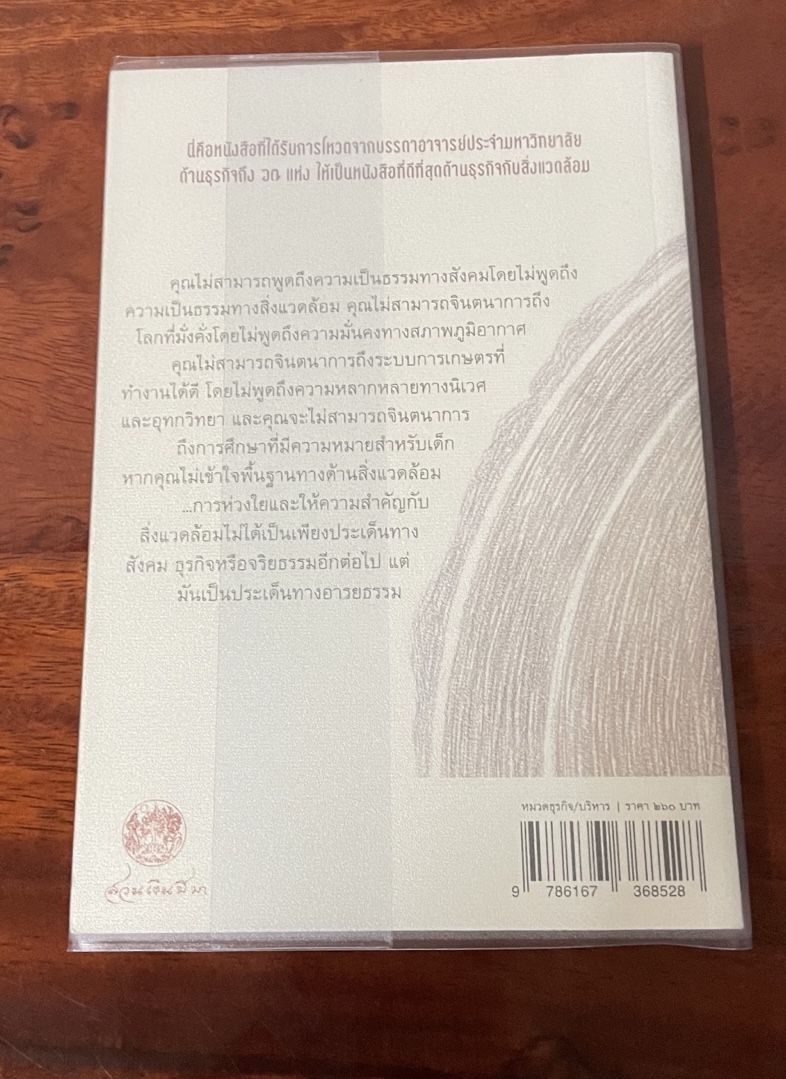 นี่คือหนังสือที่ได้รับการโหวตจากบรรดาอาจารย์ประจำมหาวิทยาลัย
ด้านธุรกิจถึง ๖๗ แห่ง ให้เป็นหนังสือที่ดีที่สุดด้านธุรกิจกับสิ่งแวดล้อม
คุณไม่สามารถพูดถึงความเป็นธรรมทางสังคมโดยไม่พูดถึง
ความเป็นธรรมทางสิ่งแวดล้อม คุณไม่สามารถจินตนาการถึง
โลกที่มั่งคั่งโดยไม่พูดถึงความมั่นคงทางสภาพภูมิอากาศ
คุณไม่สามารถจินตนาการถึงระบบการเกษตรที่
ทำงานได้ดี โดยไม่พูดถึงความหลากหลายทางนิเวศ
และอุทกวิทยา และคุณจะไม่สามารถจินตนาการ
ถึงการศึกษาที่มีความหมายสำหรับเด็ก
หากคุณไม่เข้าใจพื้นฐานทางด้านสิ่งแวดล้อม
...การห่วงใยและให้ความสำคัญกับ
สิ่งแวดล้อมไม่ได้เป็นเพียงประเด็นทาง
สังคม ธุรกิจหรือจริยธรรมอีกต่อไป แต่
มันเป็นประเด็นทางอารยธรรม
หมวดธุรกิจ/บริหาร | ราคา ๒๖๐ บาท
9 786167 368528
สวนเงินมีมา